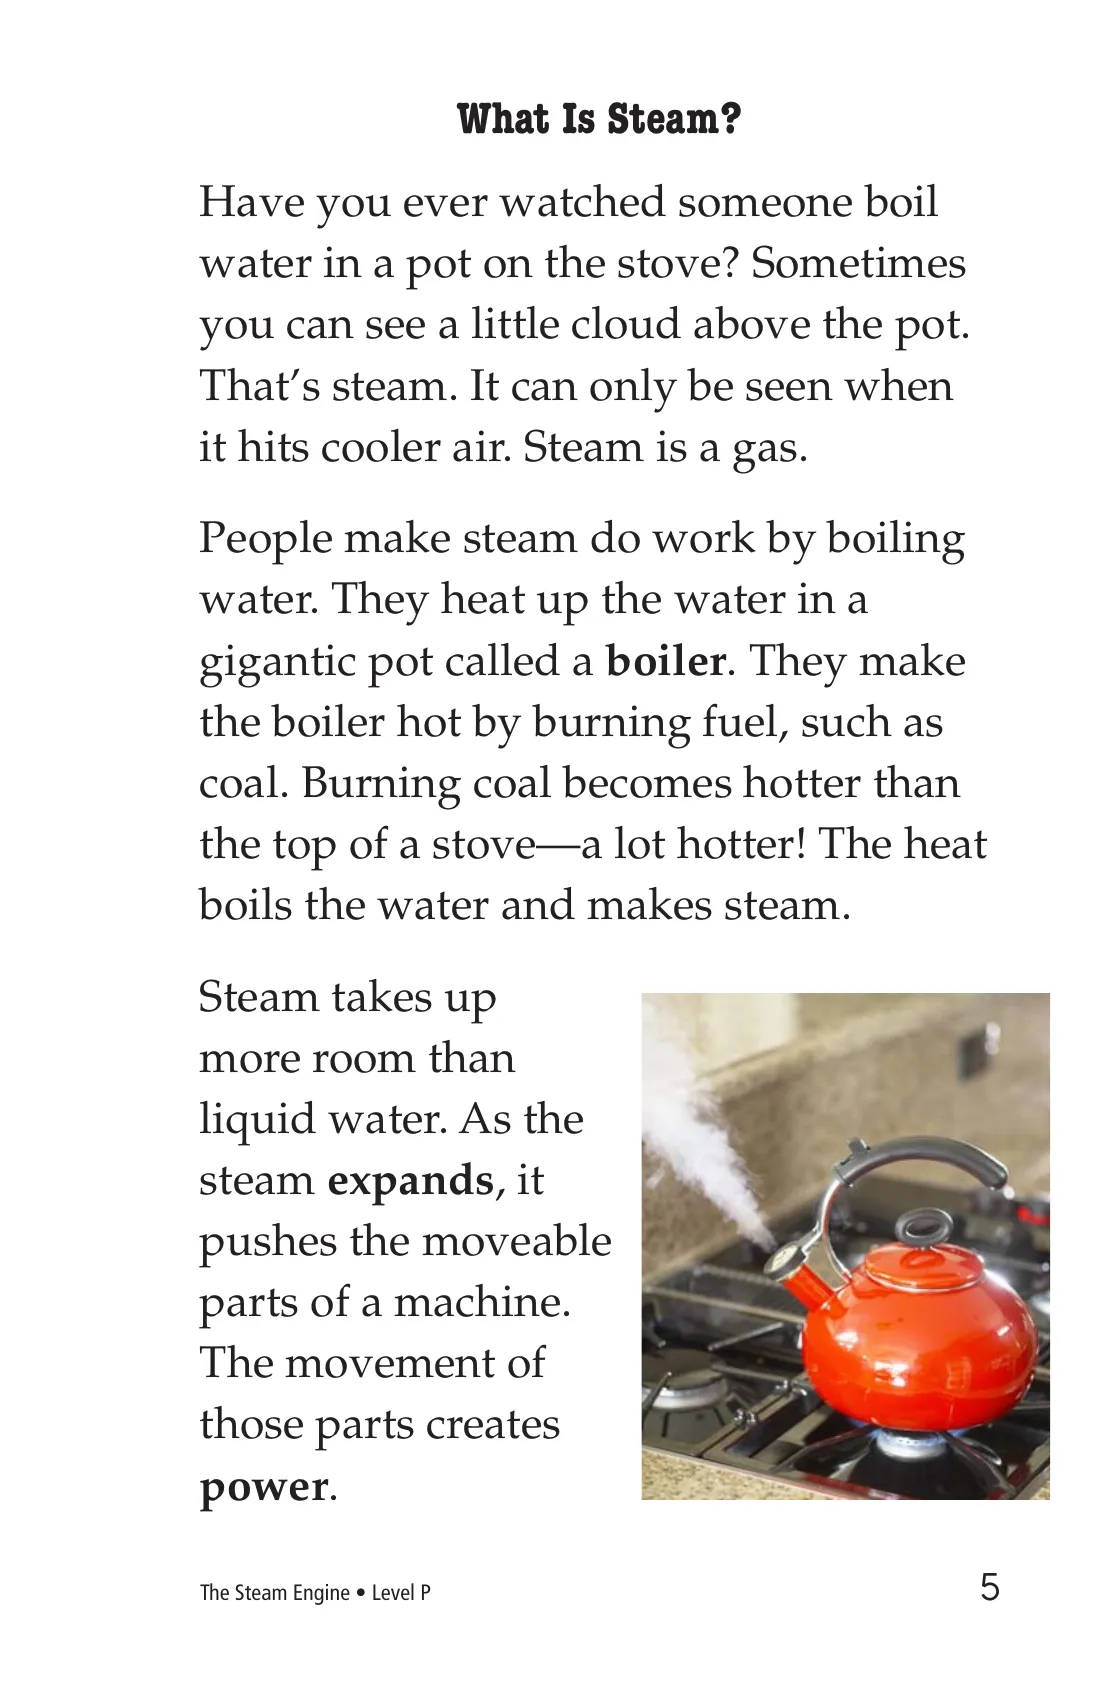 What Is Steam?
Have you ever watched someone boil
water in a pot on the stove? Sometimes
you can see a little cloud above the pot.
That’s steam. It can only be seen when
it hits cooler air. Steam is a gas.
People make steam do work by boiling
water. They heat up the water in a
gigantic pot called a boiler. They make
the boiler hot by burning fuel, such as
coal. Burning coal becomes hotter than
the top of a stove—a lot hotter! The heat
boils the water and makes steam.
Steam takes up
more room than
liquid water. As the
steam expands, it
pushes the moveable
parts of a machine.
The movement of
those parts creates
power.
The Steam Engine • Level P
5